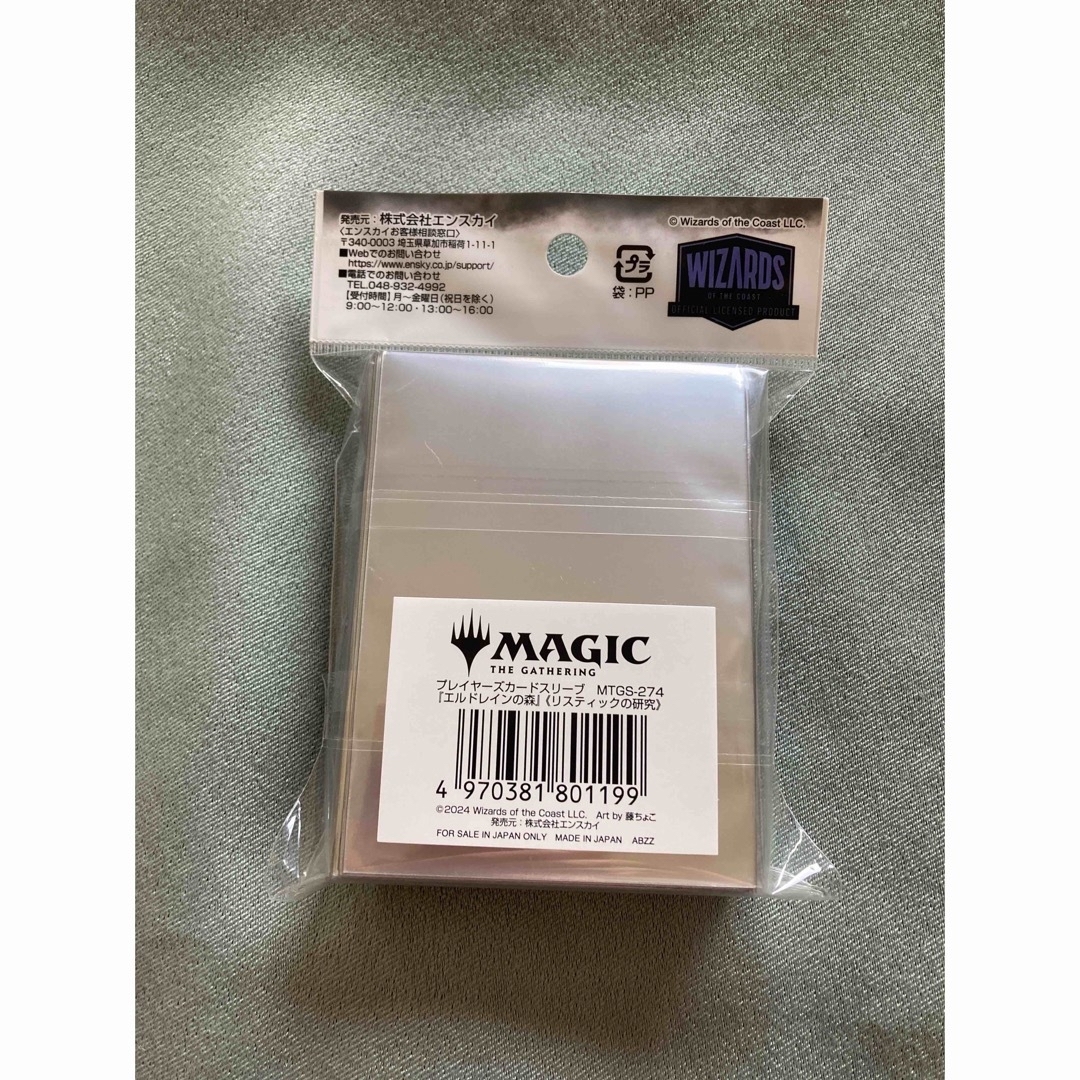 発売元：株式会社エンスカイ
〈エンスカイお客様相談窓口〉
〒340-0003 埼玉県草加市稲荷1-11-1
■Webでのお問い合わせ
https://www.ensky.co.jp/support/
■電話でのお問い合わせ
TEL.048-932-4992
【受付時間】月～金曜日（祝日を除く）
9:00～12:00・13:00～16:00
プラ
袋：PP
© Wizards of the Coast LLC.
WIZARDS
OF THE COAST
OFFICIAL LICENSED PRODUCT
MAGIC
THE GATHERING
プレイヤーズカードスリーブ MTGS-274
『エルドレインの森』《リスティックの研究》
4 970381 801199
©2024 Wizards of the Coast LLC. Art by 藤ちょこ
発売元：株式会社エンスカイ
FOR SALE IN JAPAN ONLY MADE IN JAPAN ABZZ